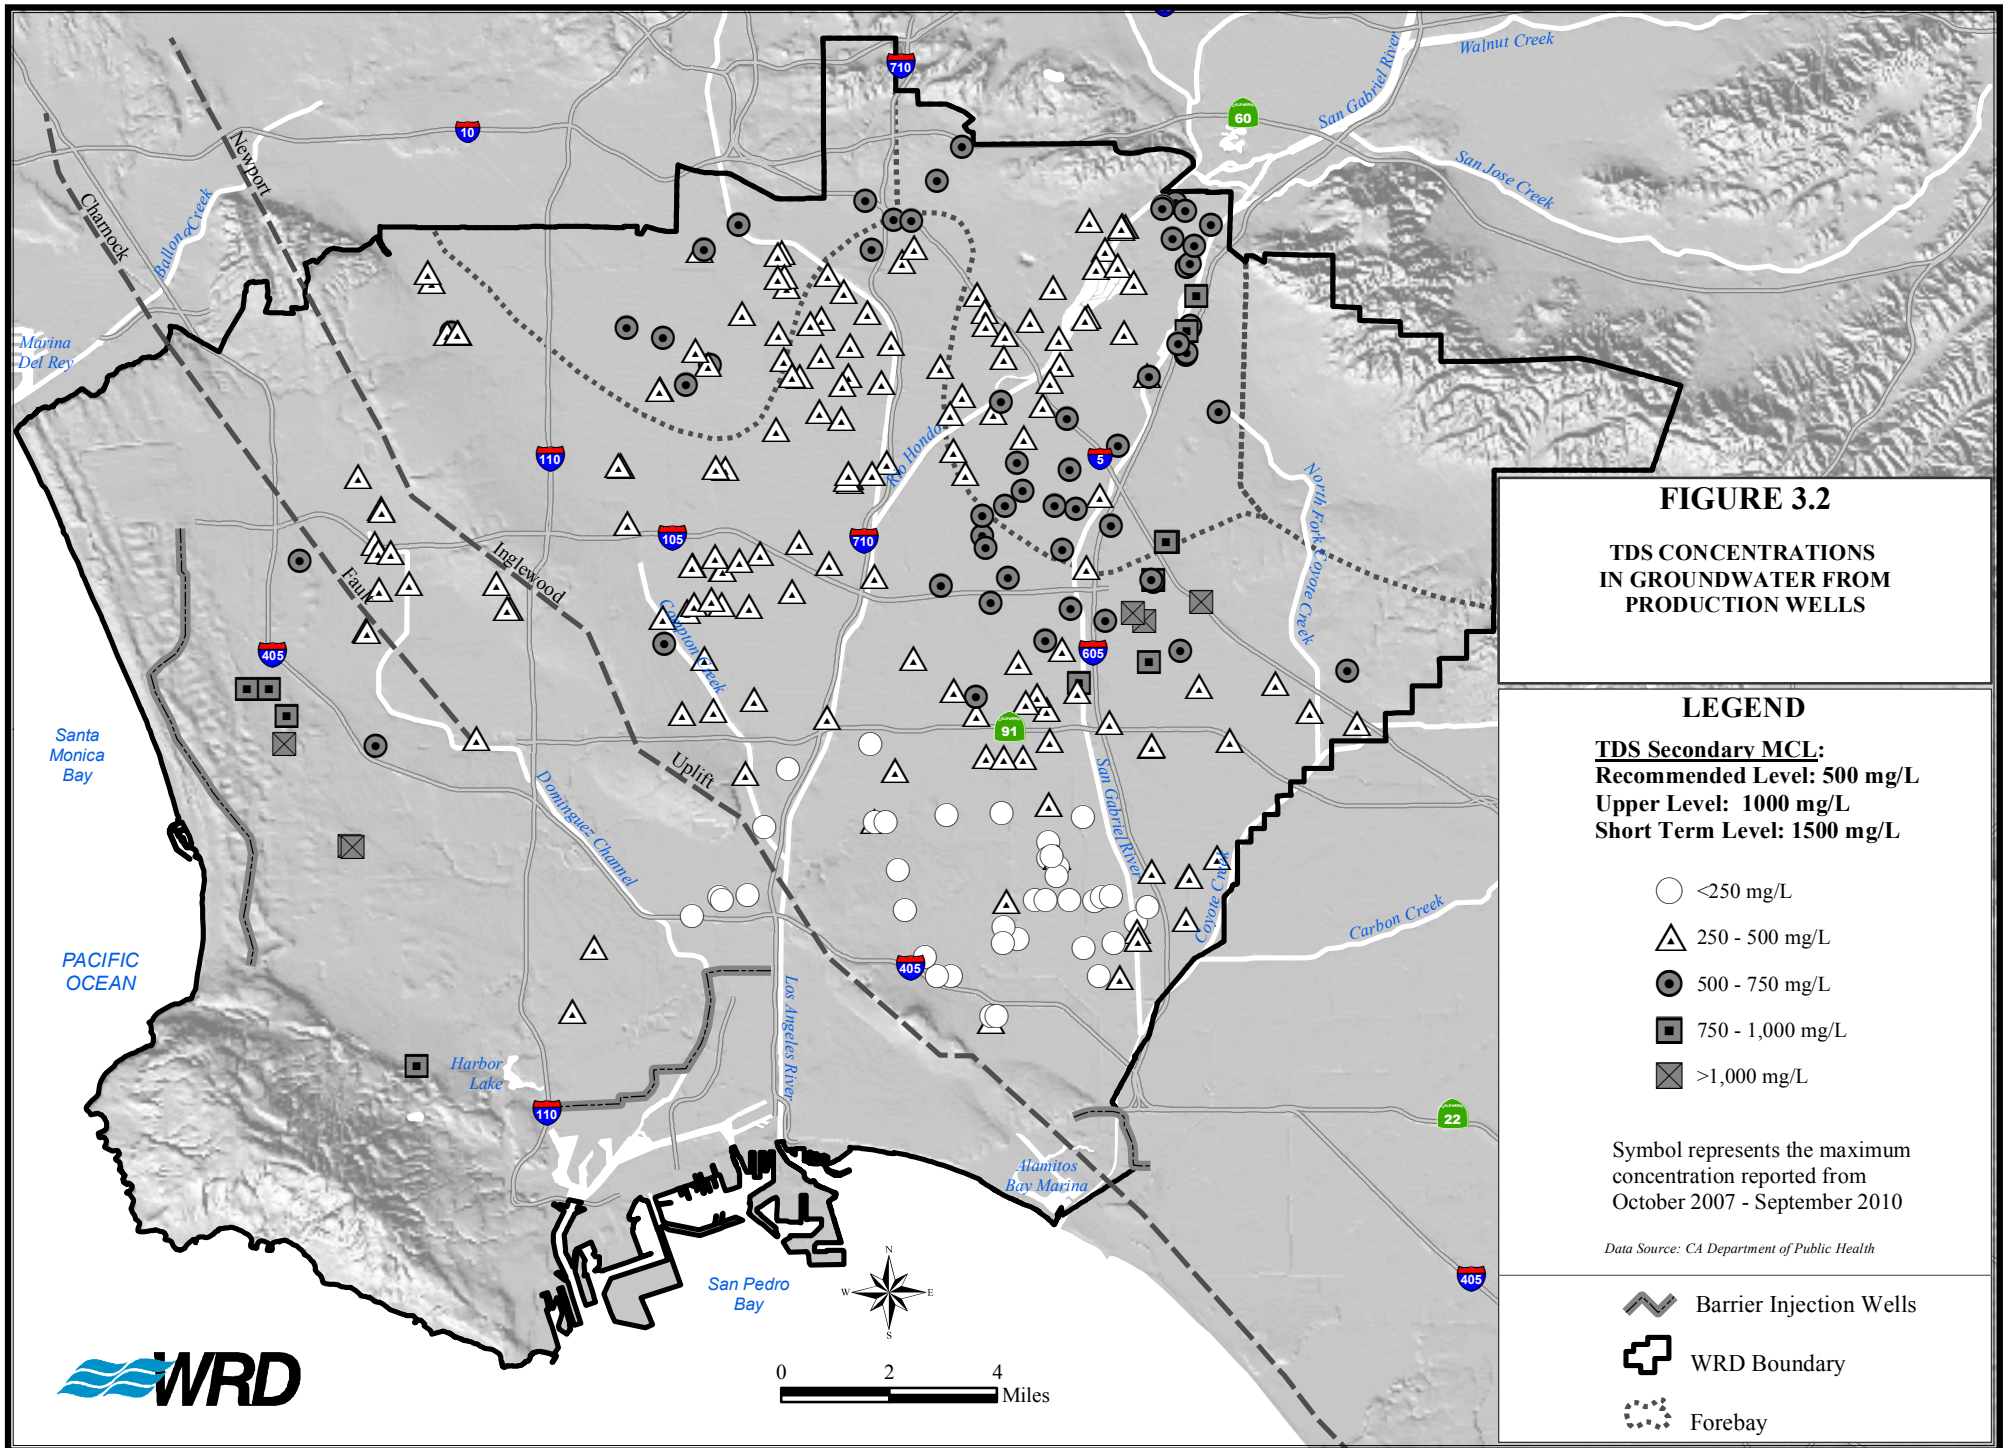 710
Walnut Creek
San Gabriel River
CALIFORNIA
60
10
Newport
San Jose Creek
Charnock
Ballona Creek
Marina
Del Rey
110
Rio Hondo
5
North Fork Coyote Creek
FIGURE 3.2
TDS CONCENTRATIONS
IN GROUNDWATER FROM
PRODUCTION WELLS
105
710
Inglewood
Fault
Compton Creek
405
605
LEGEND
TDS Secondary MCL:
Recommended Level: 500 mg/L
Upper Level: 1000 mg/L
Short Term Level: 1500 mg/L
<250 mg/L
250 - 500 mg/L
500 - 750 mg/L
750 - 1,000 mg/L
>1,000 mg/L
Symbol represents the maximum
concentration reported from
October 2007 - September 2010
Data Source: CA Department of Public Health
Barrier Injection Wells
WRD Boundary
Forebay
Santa
Monica
Bay
CALIFORNIA
91
Uplift
Dominguez Channel
San Gabriel River
Coyote Creek
Carbon Creek
PACIFIC
OCEAN
405
Los Angeles River
Harbor
Lake
110
CALIFORNIA
22
Alamitos
Bay Marina
San Pedro
Bay
N
W
E
S
405
0 2 4
Miles
WRD